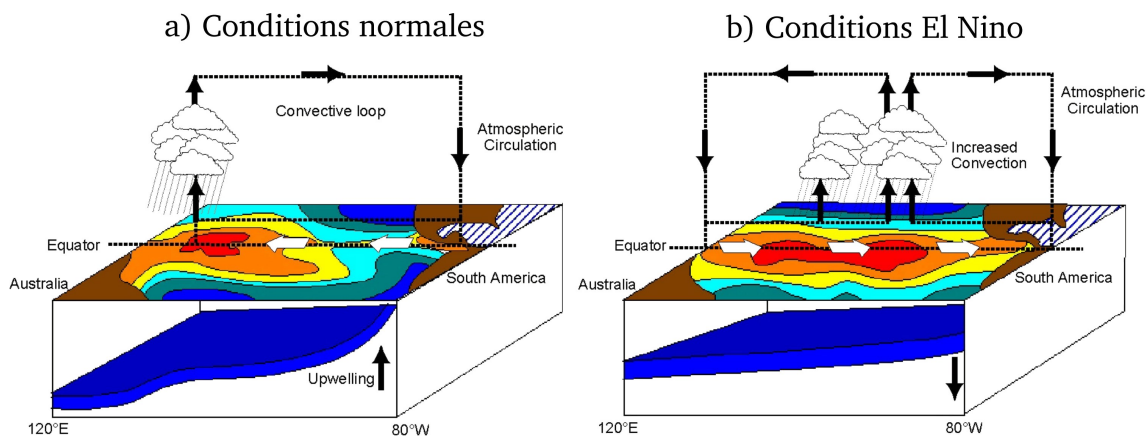 a) Conditions normales
Convective loop
Atmospheric
Circulation
Equator
Australia
South America
Upwelling
120°E
80°W
b) Conditions El Nino
Atmospheric
Circulation
Increased
Convection
Equator
Australia
South America
120°E
80°W